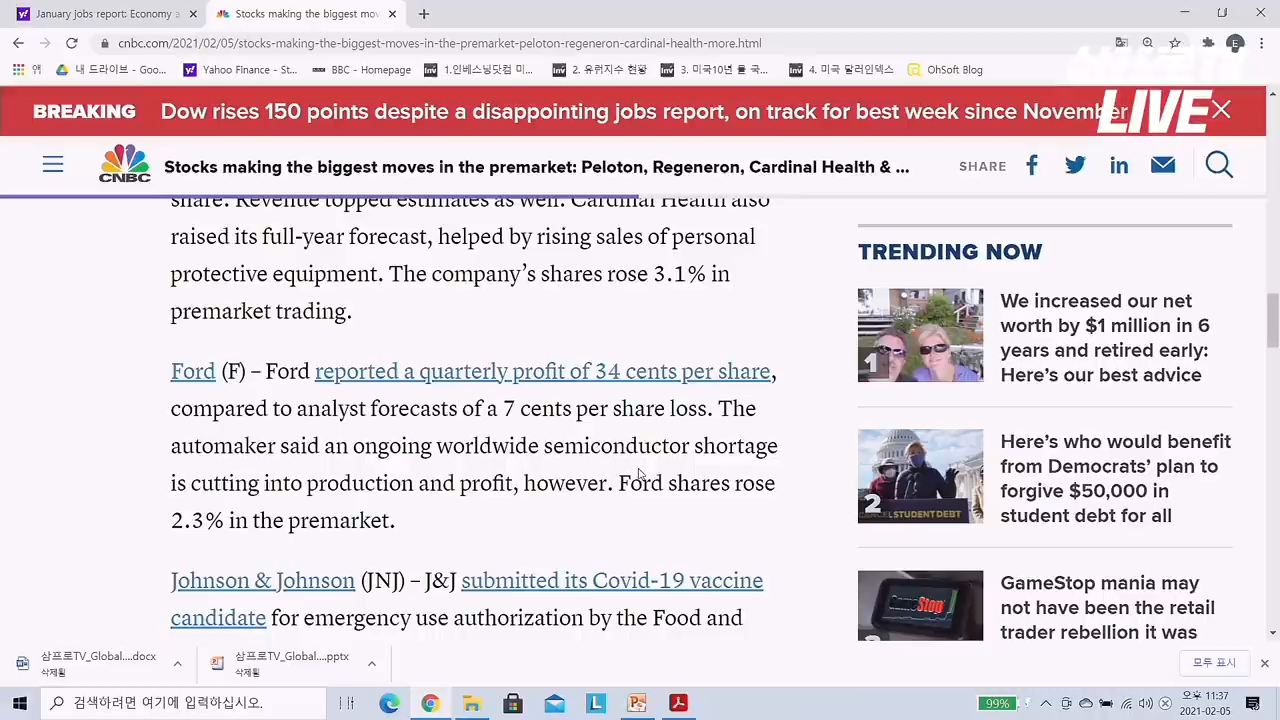 January jobs report: Economy a
Stocks making the biggest mov
cnbc.com/2021/02/05/stocks-making-the-biggest-moves-in-the-premarket-peloton-regeneron-cardinal-health-more.html
E
앱
내 드라이브 - Goo...
Yahoo Finance - St...
BBC - Homepage
1.인베스닝닷컴 미...
2. 유뤼지수 현황
3. 미국10년 물 국...
4. 미국 달러인덱스
OhSoft Blog
BREAKING
Dow rises 150 points despite a disappointing jobs report, on track for best week since November
LIVE
CNBC
Stocks making the biggest moves in the premarket: Peloton, Regeneron, Cardinal Health & ...
SHARE
share. Revenue topped estimates as well. Cardinal Health also
raised its full-year forecast, helped by rising sales of personal
protective equipment. The company's shares rose 3.1% in
premarket trading.
Ford (F) – Ford reported a quarterly profit of 34 cents per share,
compared to analyst forecasts of a 7 cents per share loss. The
automaker said an ongoing worldwide semiconductor shortage
is cutting into production and profit, however. Ford shares rose
2.3% in the premarket.
Johnson & Johnson (JNJ) – J&J submitted its Covid-19 vaccine
candidate for emergency use authorization by the Food and
TRENDING NOW
1
We increased our net
worth by $1 million in 6
years and retired early:
Here's our best advice
2
CANCEL STUDENT DEBT
Here's who would benefit
from Democrats' plan to
forgive $50,000 in
student debt for all
GameStop
GameStop mania may
not have been the retail
trader rebellion it was
삼프로TV_Global....docx
삭제됨
삼프로TV_Global....pptx
삭제됨
모두 표시
검색하려면 여기에 입력하십시오.
99%
오후 11:37
2021-02-05